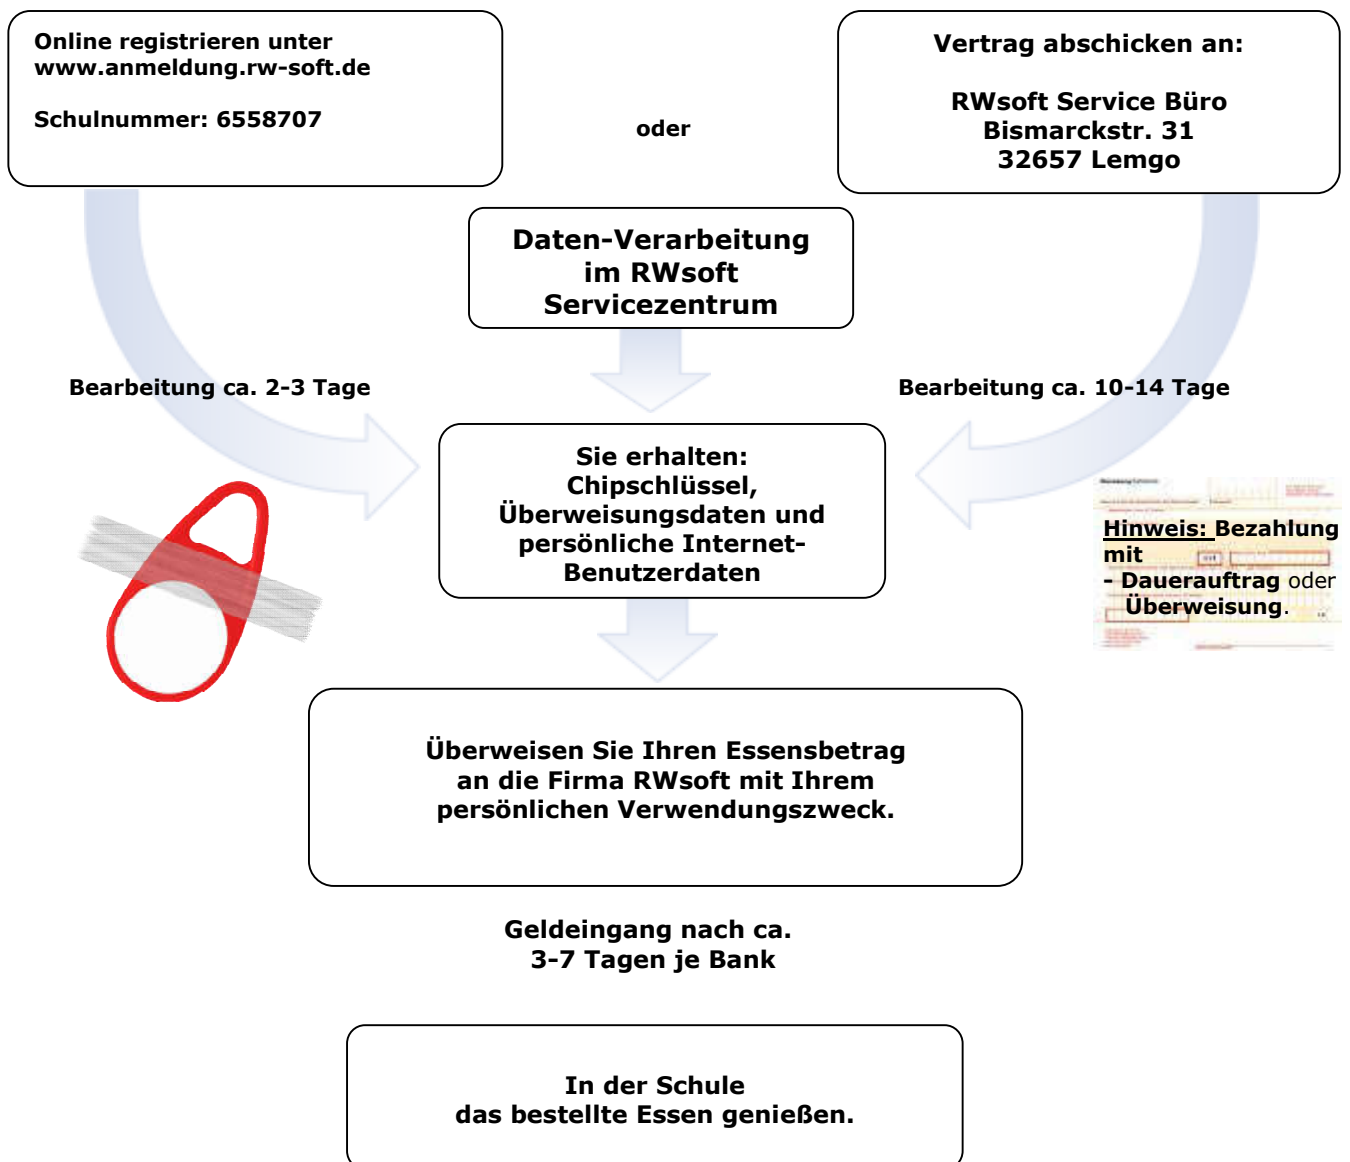 Online registrieren unter
www.anmeldung.rw-soft.de
Schulnummer: 6558707
oder
Vertrag abschicken an:
RWsoft Service Büro
Bismarckstr. 31
32657 Lemgo
Daten-Verarbeitung
im RWsoft
Servicezentrum
Bearbeitung ca. 2-3 Tage
Bearbeitung ca. 10-14 Tage
Sie erhalten:
Chipschlüssel,
Überweisungsdaten und
persönliche Internet-
Benutzerdaten
Hinweis: Bezahlung
mit
- Dauerauftrag oder
Überweisung.
Überweisen Sie Ihren Essensbetrag
an die Firma RWsoft mit Ihrem
persönlichen Verwendungszweck.
Geldeingang nach ca.
3-7 Tagen je Bank
In der Schule
das bestellte Essen genießen.